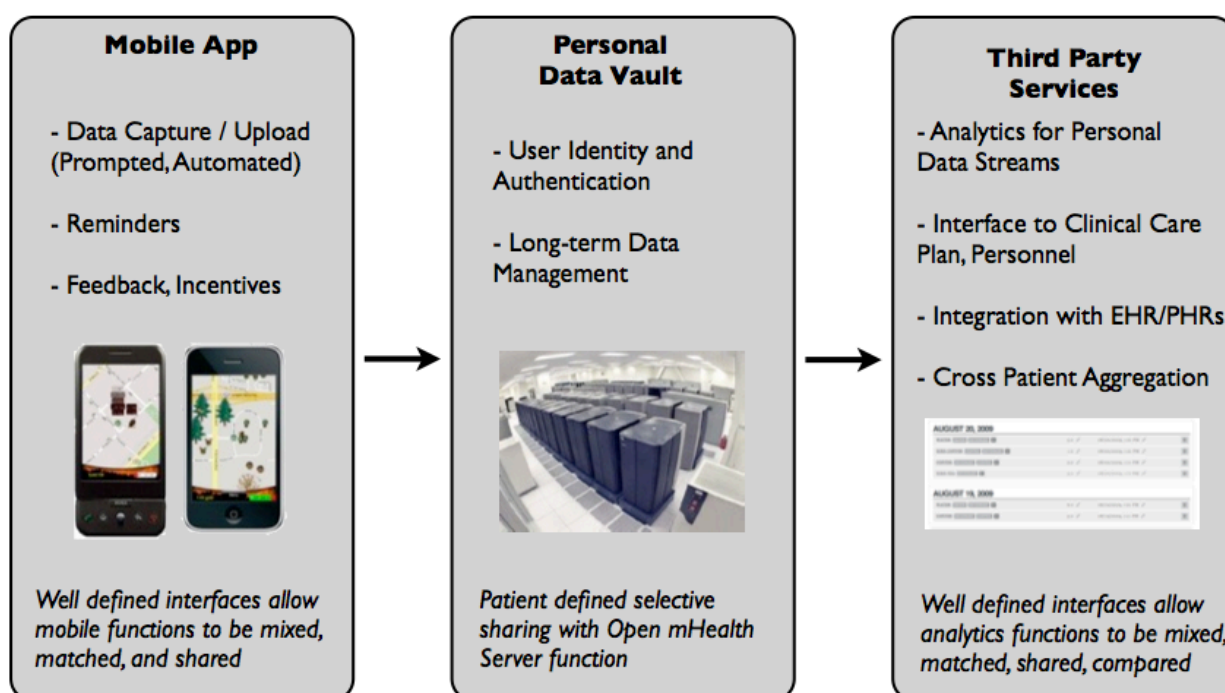 Mobile App
- Data Capture / Upload
(Prompted, Automated)
- Reminders
- Feedback, Incentives
Well defined interfaces allow
mobile functions to be mixed,
matched, and shared
Personal
Data Vault
- User Identity and
Authentication
- Long-term Data
Management
Patient defined selective
sharing with Open mHealth
Server function
Third Party
Services
- Analytics for Personal
Data Streams
- Interface to Clinical Care
Plan, Personnel
- Integration with EHR/PHRs
- Cross Patient Aggregation
AUGUST 20, 2009
AUGUST 19, 2009
Well defined interfaces allow
analytics functions to be mixed,
matched, shared, compared